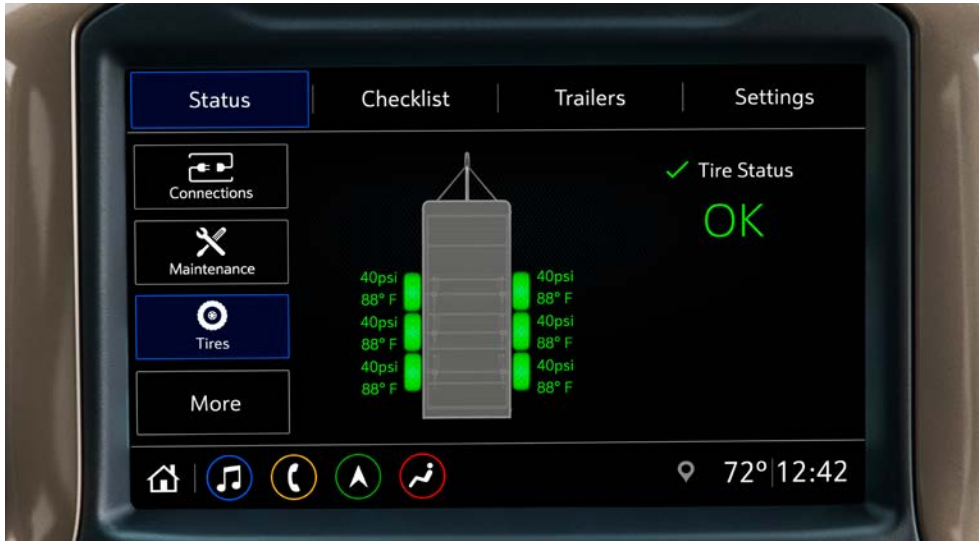 Status
Checklist
Trailers
Settings
Connections
Maintenance
Tires
More
40psi
88° F
40psi
88° F
40psi
88° F
40psi
88° F
40psi
88° F
40psi
88° F
Tire Status
OK
72°
12:42